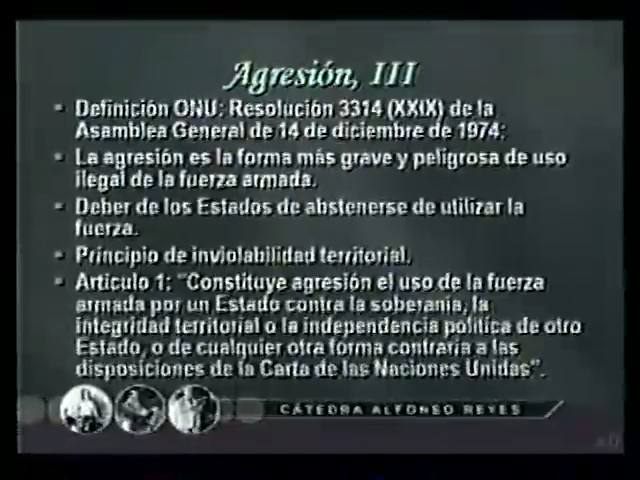 Agresión, III
- Definición ONU: Resolución 3314 (XXIX) de la
Asamblea General de 14 de diciembre de 1974:
- La agresión es la forma más grave y peligrosa de uso
ilegal de la fuerza armada.
- Deber de los Estados de abstenerse de utilizar la
fuerza.
- Principio de inviolabilidad territorial.
- Articulo 1: "Constituye agresión el uso de la fuerza
armada por un Estado contra la soberanía, la
integridad territorial o la independencia política de otro
Estado, o de cualquier otra forma contraria a las
disposiciones de la Carta de las Naciones Unidas".
CÁTEDRA ALFONSO REYES